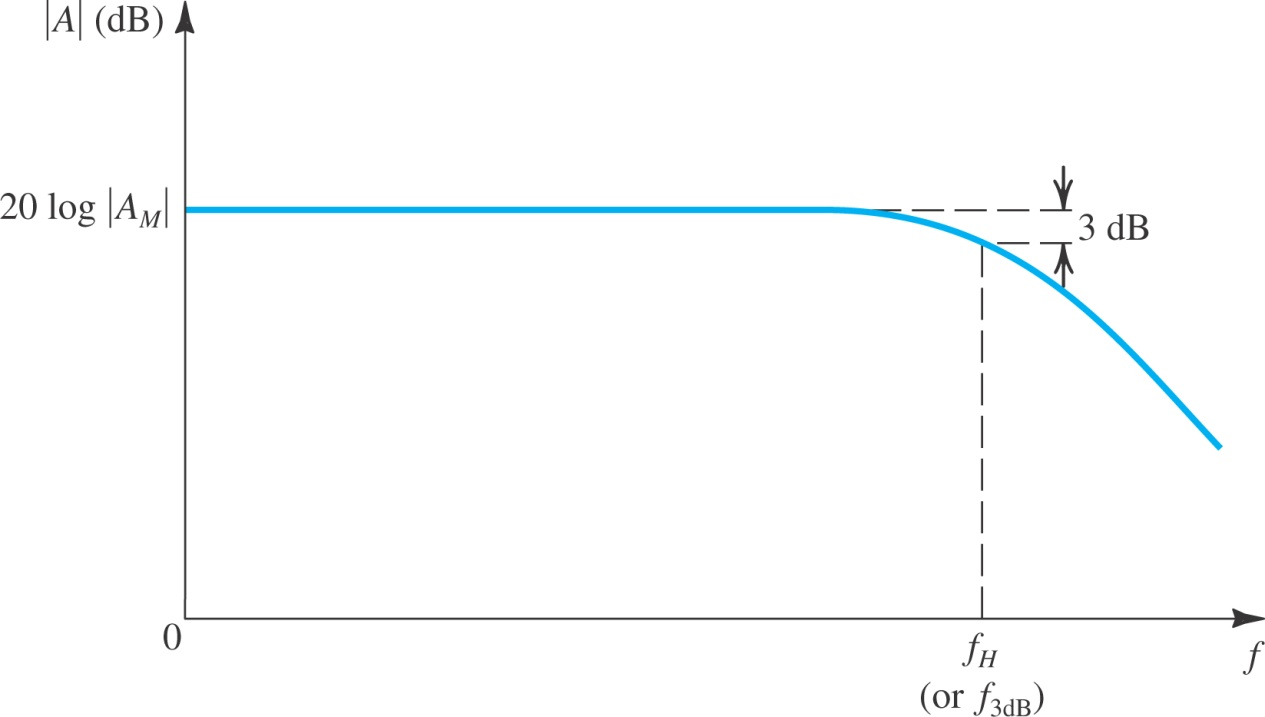 |A| (dB)
20 log |A_M|
3 dB
0
f_H
(or f_3dB)
f